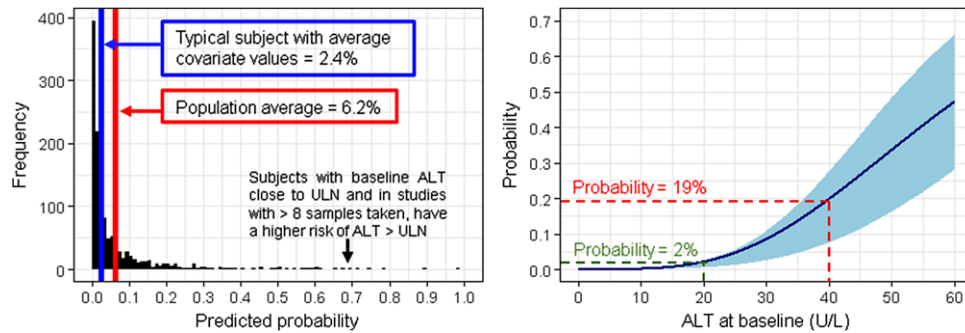 Frequency
400
300
200
100
0
Typical subject with average
covariate values = 2.4%
Population average = 6.2%
Subjects with baseline ALT
close to ULN and in studies
with > 8 samples taken, have
a higher risk of ALT > ULN
0.0 0.1 0.2 0.3 0.4 0.5 0.6 0.7 0.8 0.9 1.0
Predicted probability
Probability
0.7
0.6
0.5
0.4
0.3
0.2
0.1
0.0
Probability = 19%
Probability = 2%
0 10 20 30 40 50 60
ALT at baseline (U/L)